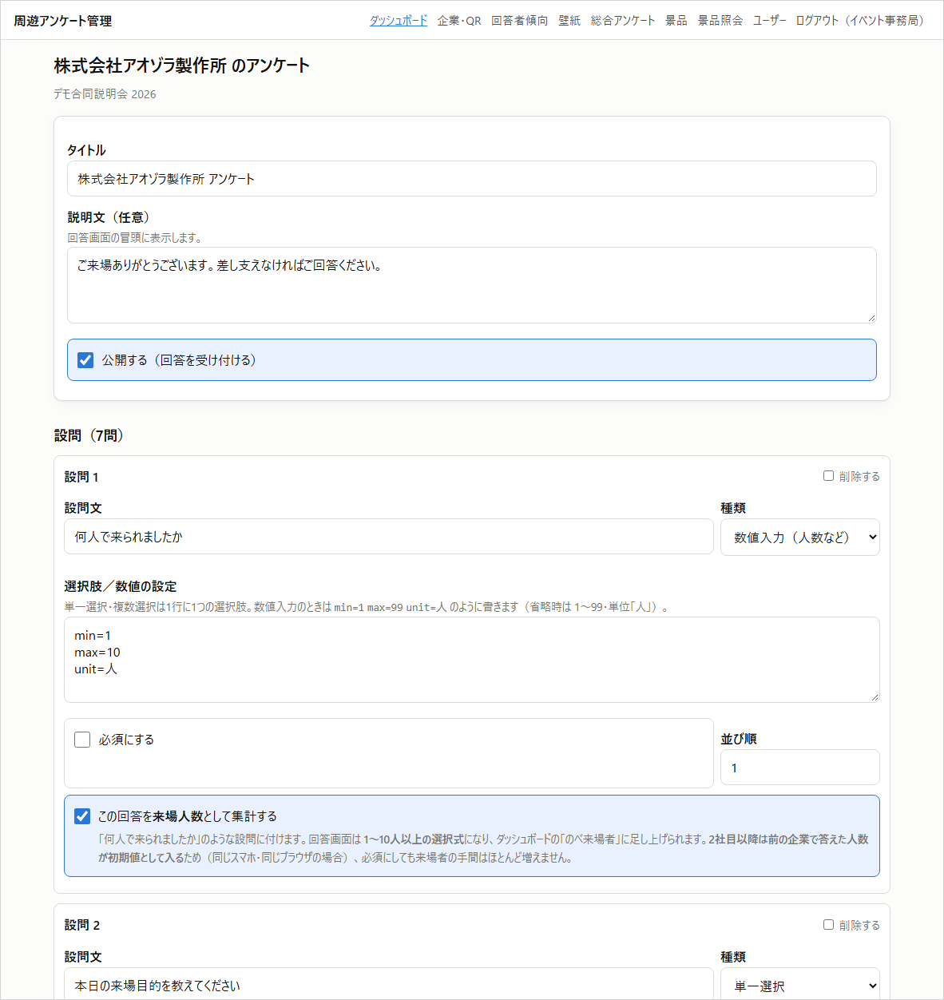 周遊アンケート管理
ダッシュボード 企業・QR 回答者傾向 壁紙 総合アンケート 景品 景品照会 ユーザー ログアウト（イベント事務局）
株式会社アオゾラ製作所 のアンケート
デモ合同説明会 2026
タイトル
株式会社アオゾラ製作所 アンケート
説明文（任意）
回答画面の冒頭に表示します。
ご来場ありがとうございます。差し支えなければご回答ください。
公開する（回答を受け付ける）
設問（7問）
設問 1
削除する
設問文
種類
何人で来られましたか
数値入力（人数など）
選択肢／数値の設定
単一選択・複数選択は1行に1つの選択肢。数値入力のときは min=1 max=99 unit=人 のように書きます（省略時は 1〜99・単位「人」）。
min=1
max=10
unit=人
必須にする
並び順
1
この回答を来場人数として集計する
「何人で来られましたか」のような設問に付けます。回答画面は 1〜10人以上の選択式になり、ダッシュボードの「のべ来場者」に足し上げられます。2社目以降は前の企業で答えた人数
が初期値として入るため（同じスマホ・同じブラウザの場合）、必須にしても来場者の手間はほとんど増えません。
設問 2
削除する
設問文
種類
本日の来場目的を教えてください
単一選択